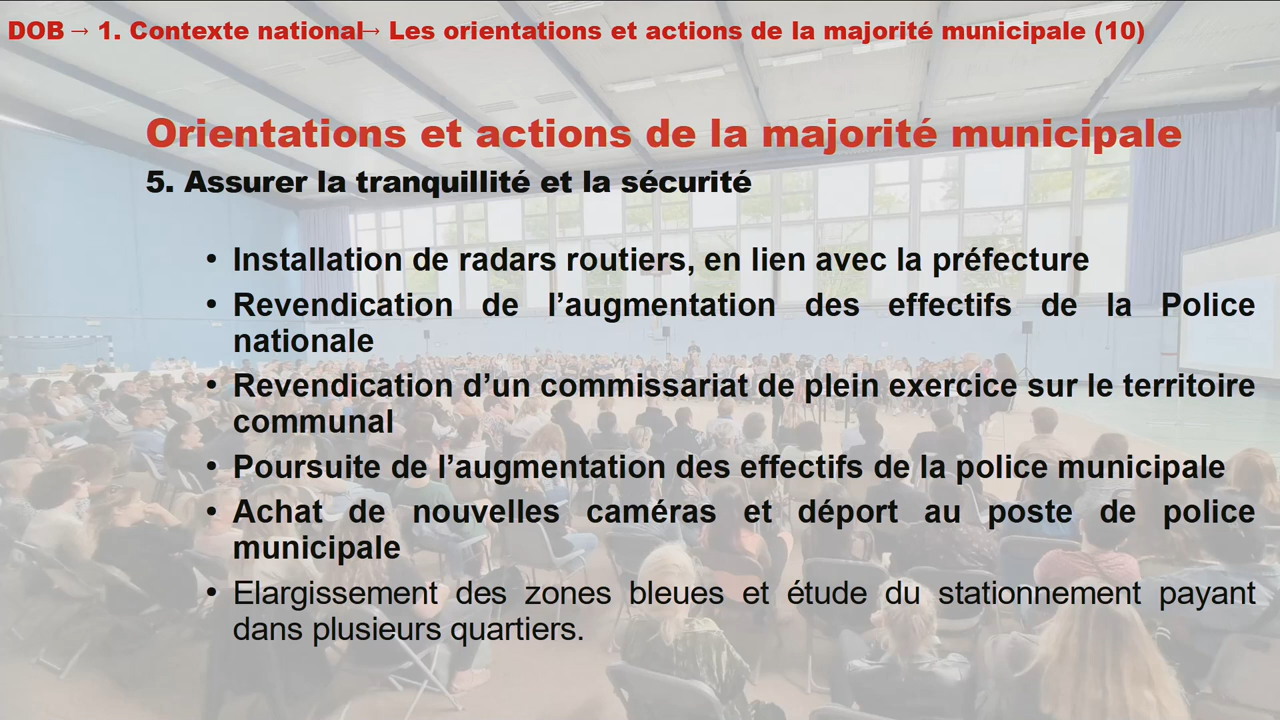 DOB → 1. Contexte national→ Les orientations et actions de la majorité municipale (10)
Orientations et actions de la majorité municipale
5. Assurer la tranquillité et la sécurité
• Installation de radars routiers, en lien avec la préfecture
• Revendication de l’augmentation des effectifs de la Police
nationale
• Revendication d’un commissariat de plein exercice sur le territoire
communal
• Poursuite de l’augmentation des effectifs de la police municipale
• Achat de nouvelles caméras et déport au poste de police
municipale
• Elargissement des zones bleues et étude du stationnement payant
dans plusieurs quartiers.